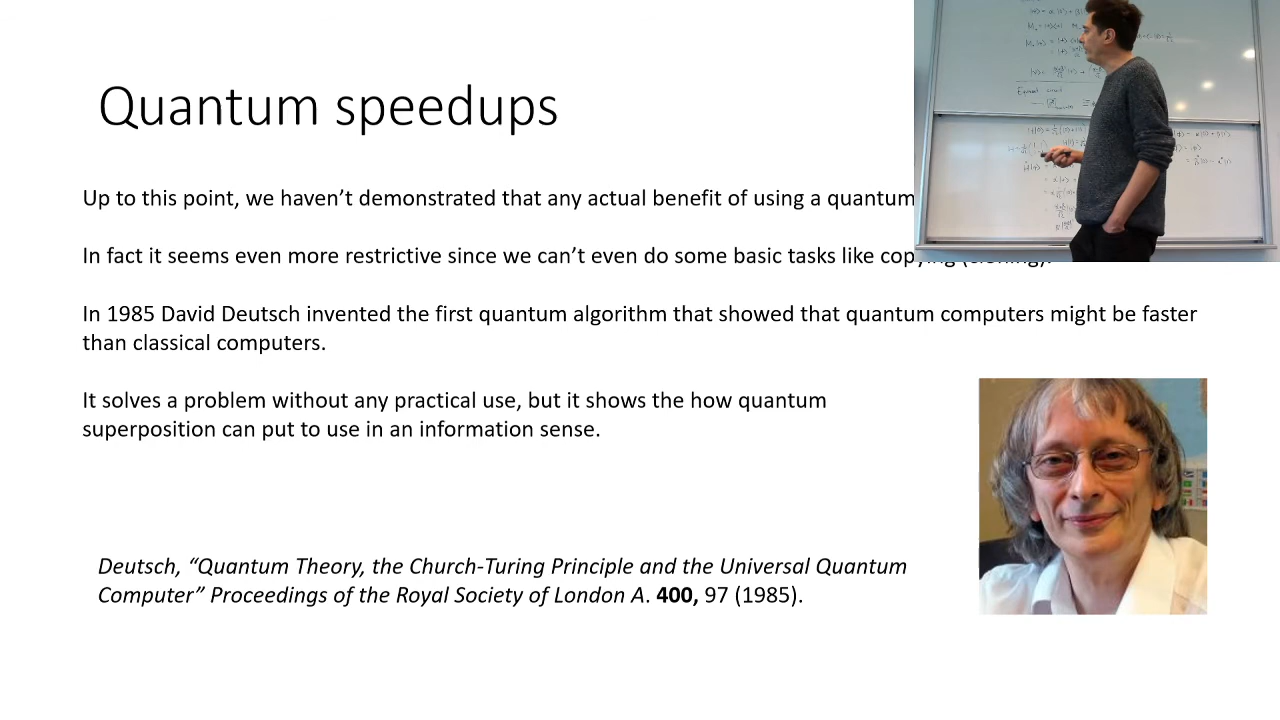 Quantum speedups
Up to this point, we haven’t demonstrated that any actual benefit of using a quantum
In fact it seems even more restrictive since we can’t even do some basic tasks like copying (cloning).
In 1985 David Deutsch invented the first quantum algorithm that showed that quantum computers might be faster
than classical computers.
It solves a problem without any practical use, but it shows the how quantum
superposition can put to use in an information sense.
Deutsch, “Quantum Theory, the Church-Turing Principle and the Universal Quantum
Computer” Proceedings of the Royal Society of London A. 400, 97 (1985).